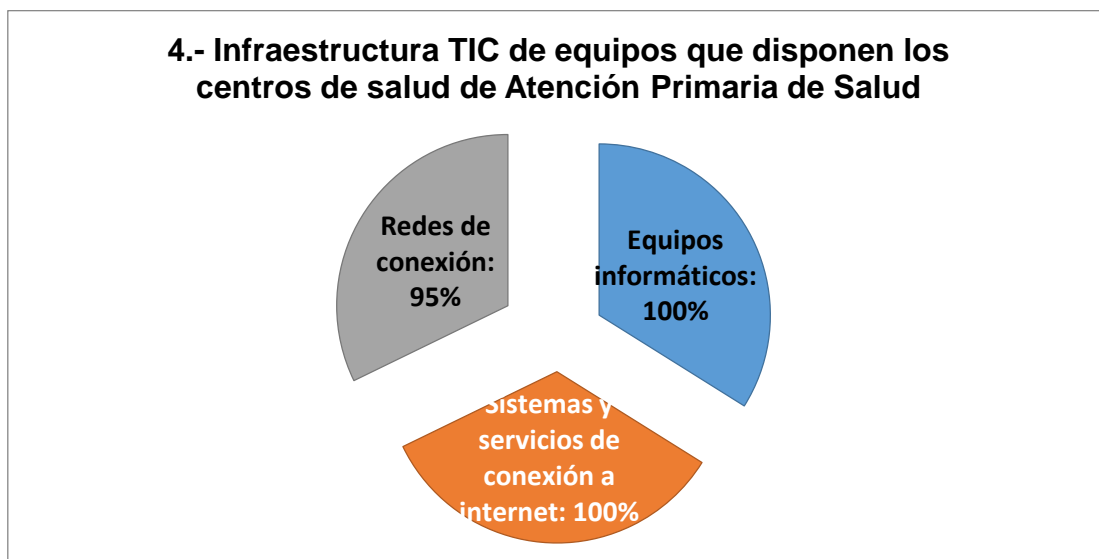 4.- Infraestructura TIC de equipos que disponen los
centros de salud de Atención Primaria de Salud
Redes de
conexión:
95%
Equipos
informáticos:
100%
Sistemas y
servicios de
conexión a
internet: 100%